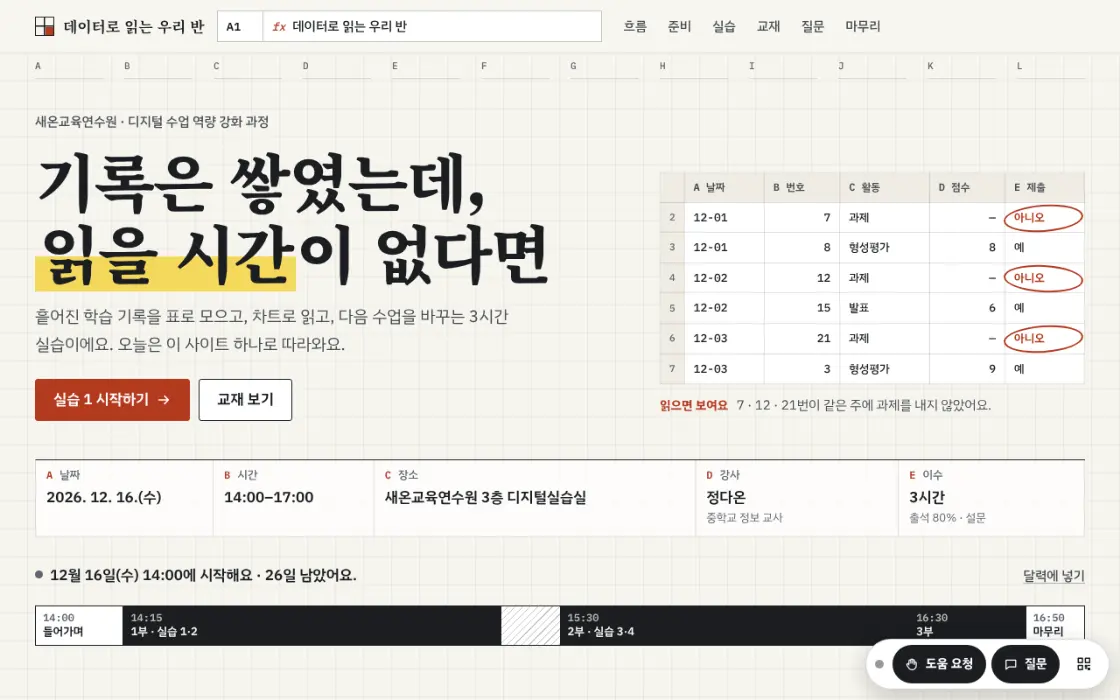 데이터로 읽는 우리 반
A1 fx 데이터로 읽는 우리 반
흐름 준비 실습 교재 질문 마무리
A B C D E F G H I J K L
새온교육연수원 · 디지털 수업 역량 강화 과정
기록은 쌓였는데,
읽을 시간이 없다면
흩어진 학습 기록을 표로 모으고, 차트로 읽고, 다음 수업을 바꾸는 3시간
실습이에요. 오늘은 이 사이트 하나로 따라와요.
실습 1 시작하기 →
교재 보기
A 날짜 B 번호 C 활동 D 점수 E 제출
2 12-01 7 과제 — 아니오
3 12-01 8 형성평가 8 예
4 12-02 12 과제 — 아니오
5 12-02 15 발표 6 예
6 12-03 21 과제 — 아니오
7 12-03 3 형성평가 9 예
읽으면 보여요 7 · 12 · 21번이 같은 주에 과제를 내지 않았어요.
A 날짜
2026. 12. 16.(수)
B 시간
14:00–17:00
C 장소
새온교육연수원 3층 디지털실습실
D 강사
정다온
중학교 정보 교사
E 이수
3시간
출석 80% · 설문
12월 16일(수) 14:00에 시작해요 · 26일 남았어요.
달력에 넣기
14:00
들어가며
14:15
1부 · 실습 1·2
15:30
2부 · 실습 3·4
16:30
3부
16:50
마무리
도움 요청
질문